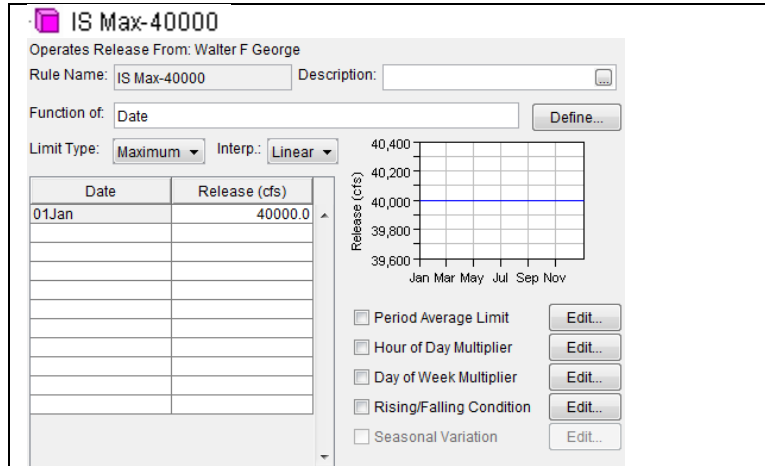 IS Max-40000
Operates Release From: Walter F George
Rule Name: IS Max-40000 Description: ...
Function of: Date Define...
Limit Type: Maximum Interp.: Linear
Date Release (cfs)
01Jan 40000.0
40,400
40,200
40,000
39,800
39,600
Release (cfs)
Jan Mar May Jul Sep Nov
Period Average Limit Edit...
Hour of Day Multiplier Edit...
Day of Week Multiplier Edit...
Rising/Falling Condition Edit...
Seasonal Variation Edit...